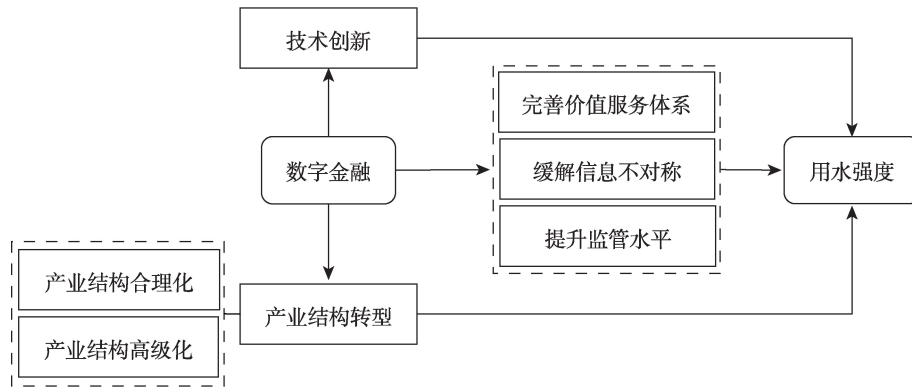 技术创新
完善价值服务体系
数字金融
缓解信息不对称
用水强度
提升监管水平
产业结构合理化
产业结构转型
产业结构高级化